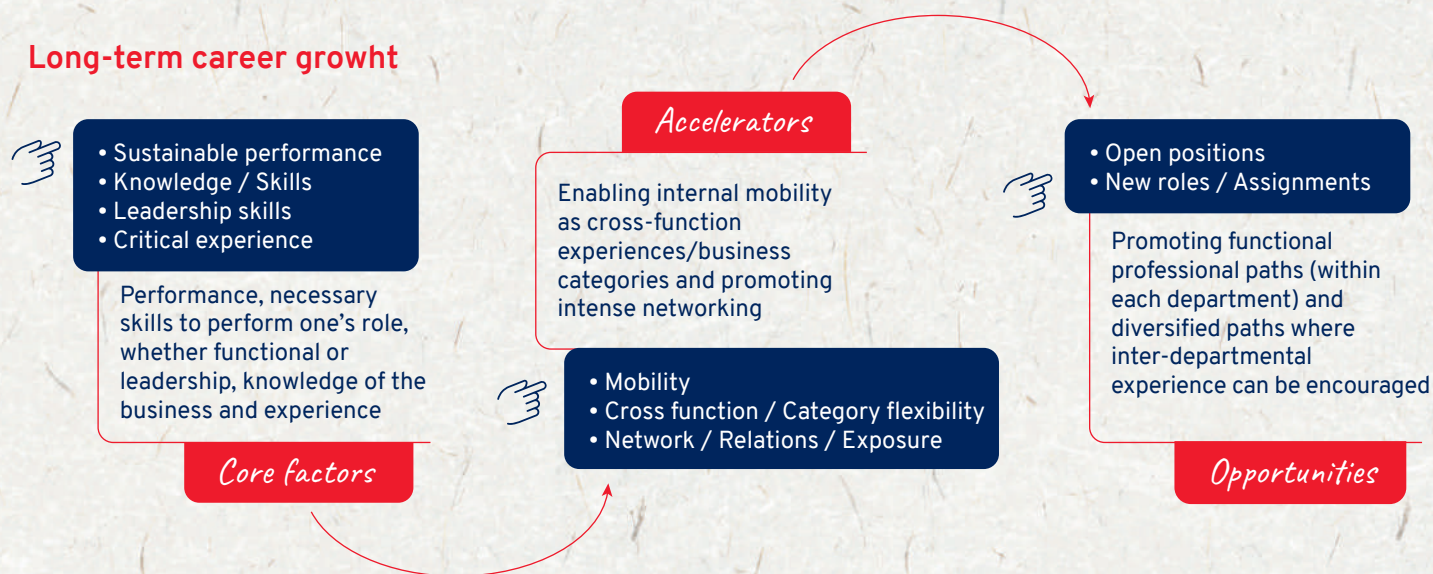 Long-term career growht
• Sustainable performance
• Knowledge / Skills
• Leadership skills
• Critical experience
Performance, necessary
skills to perform one’s role,
whether functional or
leadership, knowledge of the
business and experience
Core factors
Accelerators
Enabling internal mobility
as cross-function
experiences/business
categories and promoting
intense networking
• Mobility
• Cross function / Category flexibility
• Network / Relations / Exposure
• Open positions
• New roles / Assignments
Promoting functional
professional paths (within
each department) and
diversified paths where
inter-departmental
experience can be encouraged
Opportunities